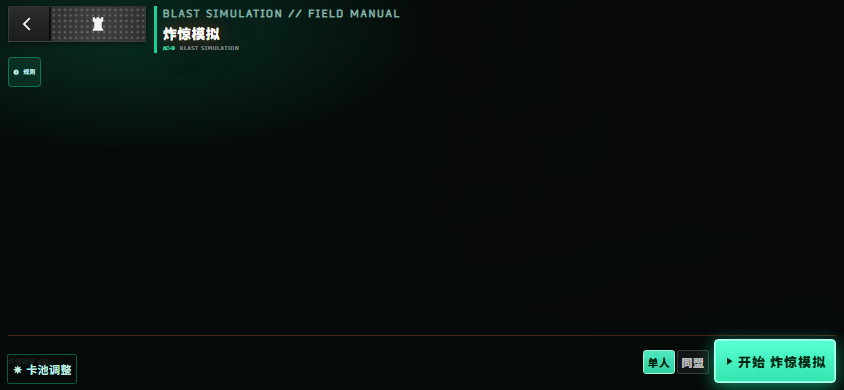 BLAST SIMULATION // FIELD MANUAL
炸惊模拟
AC-B BLAST SIMULATION
规则
卡池调整
单人
同盟
开始 炸惊模拟